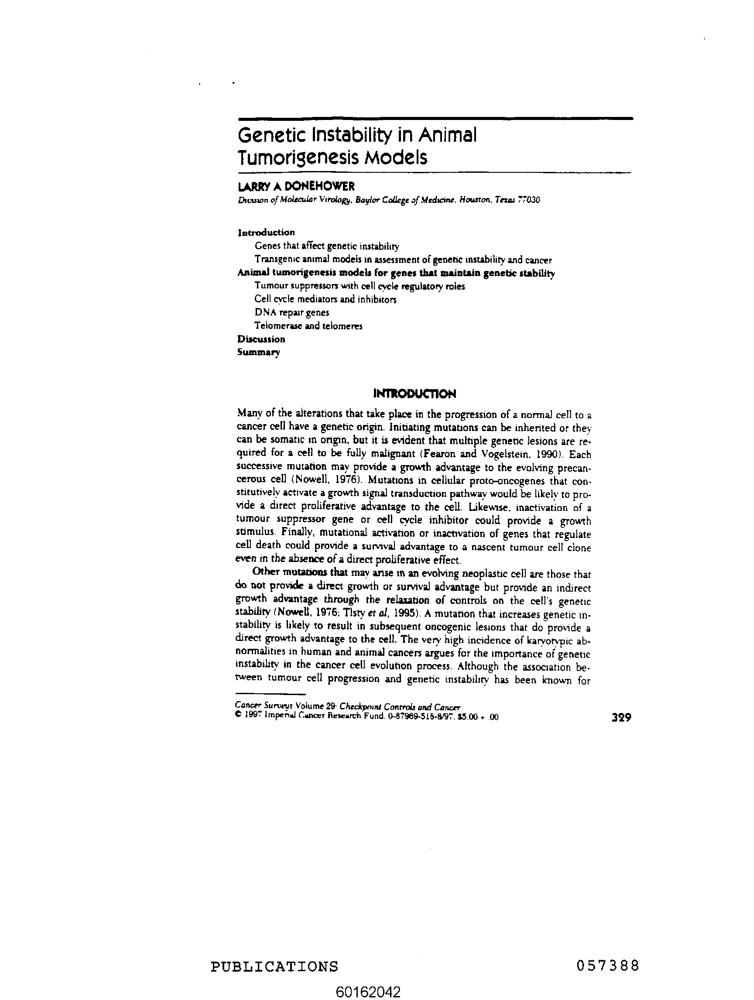 Genetic Instability in Animal
Tumorigenesis Models
LARRY A DONEHOWER
Division of Molecular Virology, Baylor College of Medicine, Houston, Texas 77030
Introduction
Genes that affect genetic instability
Transgenic animal models in assessment of genetic instability and cancer
Animal tumorigenesis models for genes that maintain genetic stability
Tumour suppressors with cell cycle regulatory roles
Cell cycle mediators and inhibitors
DNA repair genes
Telomerase and telomeres
Discussion
Summary
INTRODUCTION
Many of the alterations that take place in the progression of a normal cell to a
cancer cell have a genetic origin. Initiating mutations can be inherited or they
can be somatic in origin, but it is evident that multiple genetic lesions are re-
quired for a cell to be fully malignant (Fearon and Vogelstein, 1990). Each
successive mutation may provide a growth advantage to the evolving precan-
cerous cell (Nowell, 1976). Mutations in cellular proto-oncogenes that con-
stitutively activate a growth signal transduction pathway would be likely to pro-
vide a direct proliferative advantage to the cell. Likewise, inactivation of a
tumour suppressor gene or cell cycle inhibitor could provide a growth
stimulus. Finally, mutational activation or inactivation of genes that regulate
cell death could provide a survival advantage to a nascent tumour cell clone
even in the absence of a direct proliferative effect.
Other mutations that may arise in an evolving neoplastic cell are those that
do not provide a direct growth or survival advantage but provide an indirect
growth advantage through the relaxation of controls on the cell's genetic
stability (Nowell, 1976; Tlsty et al, 1995). A mutation that increases genetic in-
stability is likely to result in subsequent oncogenic lesions that do provide a
direct growth advantage to the cell. The very high incidence of karyotypic ab-
normalities in human and animal cancers argues for the importance of genetic
instability in the cancer cell evolution process. Although the association be-
tween tumour cell progression and genetic instability has been known for
Cancer Surveys Volume 29: Checkpoint Controls and Cancer
© 1997 Imperial Cancer Research Fund. 0-87969-518-8/97. $5.00 + .00
329
PUBLICATIONS
057388
60162042